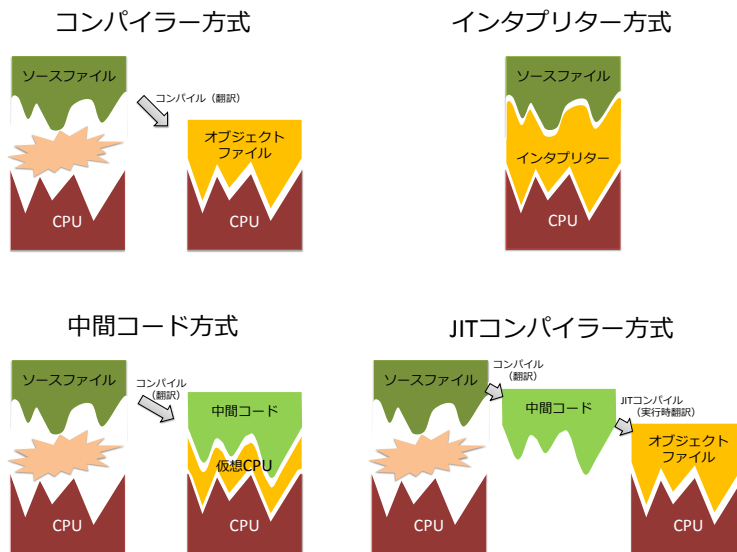 コンパイラー方式
ソースファイル
コンパイル（翻訳）
オブジェクト
ファイル
CPU
CPU
インタプリター方式
ソースファイル
インタプリター
CPU
中間コード方式
ソースファイル
コンパイル
（翻訳）
中間コード
仮想CPU
CPU
CPU
JITコンパイラー方式
ソースファイル
コンパイル
（翻訳）
中間コード
JITコンパイル
（実行時翻訳）
オブジェクト
ファイル
CPU
CPU